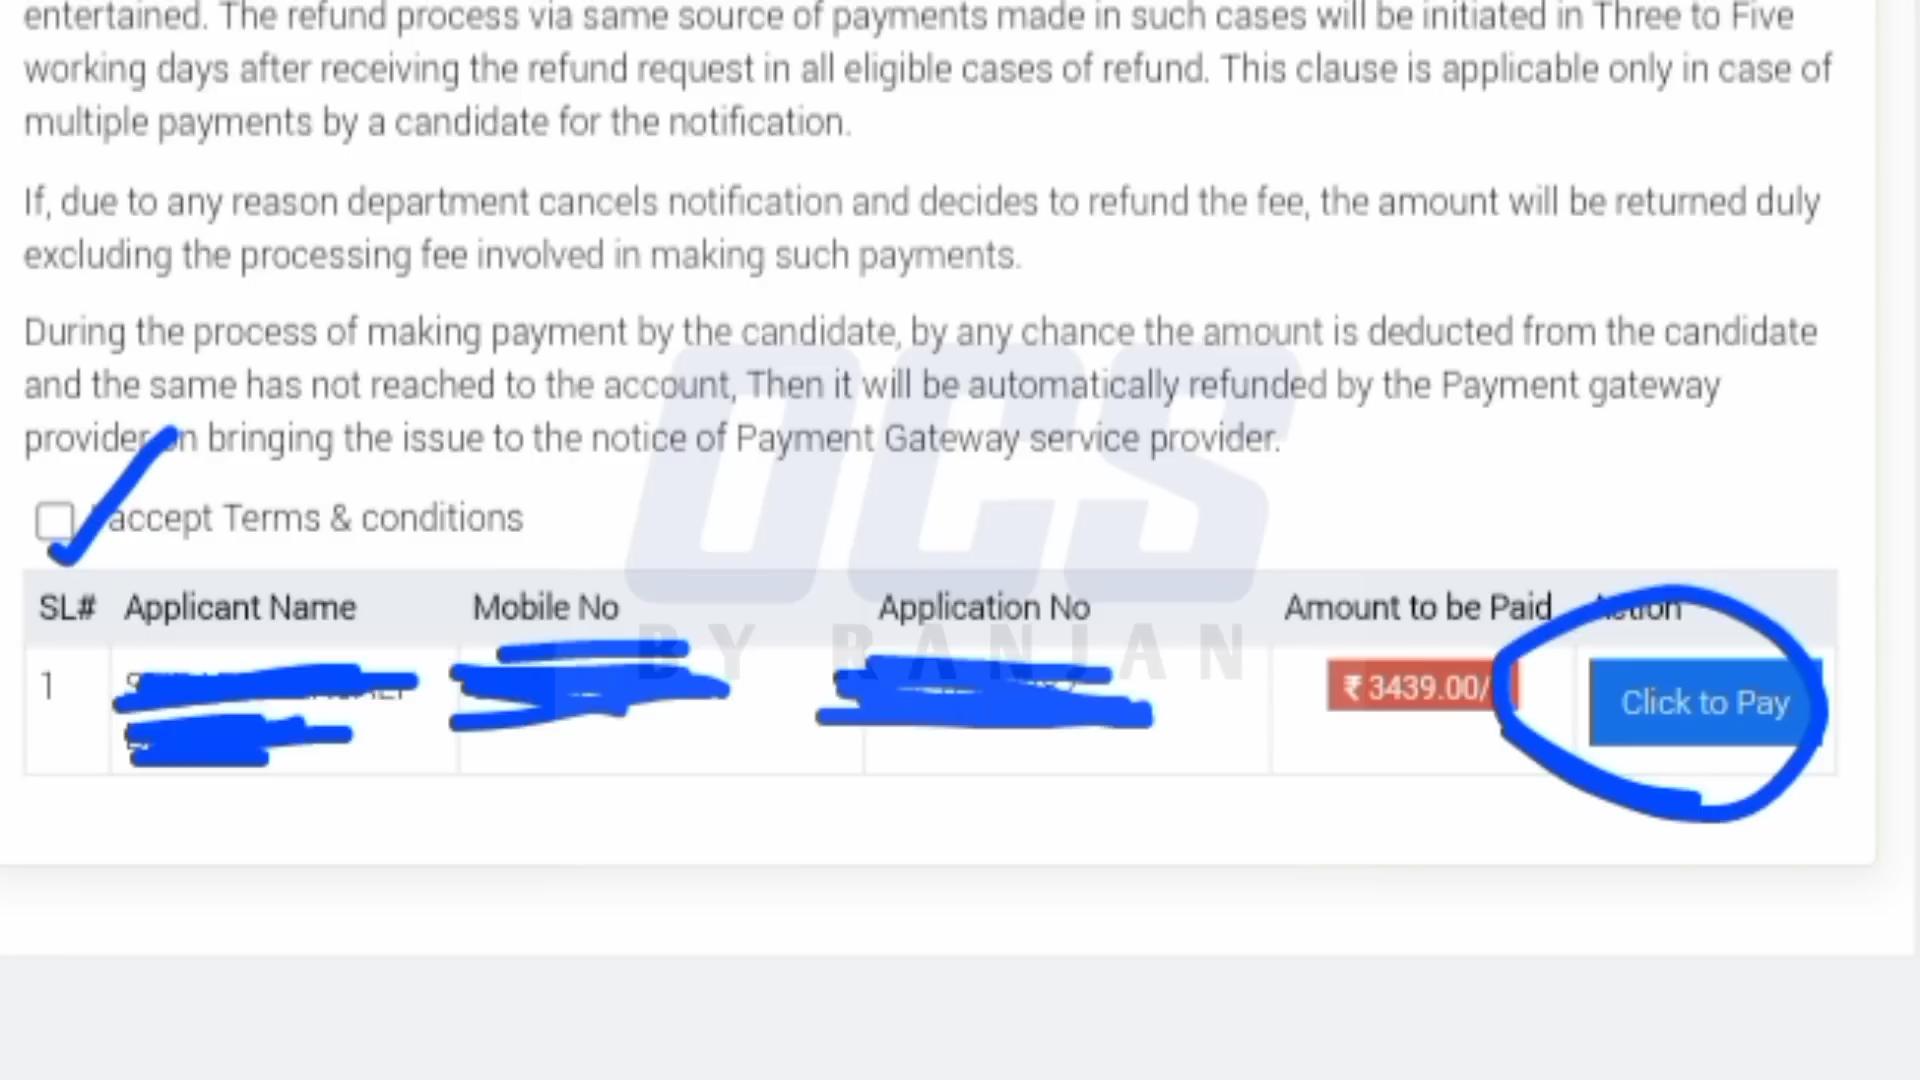 entertained. The refund process via same source of payments made in such cases will be initiated in Three to Five
working days after receiving the refund request in all eligible cases of refund. This clause is applicable only in case of
multiple payments by a candidate for the notification.
If, due to any reason department cancels notification and decides to refund the fee, the amount will be returned duly
excluding the processing fee involved in making such payments.
During the process of making payment by the candidate, by any chance the amount is deducted from the candidate
and the same has not reached to the account, Then it will be automatically refunded by the Payment gateway
provider bringing the issue to the notice of Payment Gateway service provider.
accept Terms & conditions
OCS
BY RANJAN
SL# Applicant Name Mobile No Application No Amount to be Paid Action
1 ₹ 3439.00/ Click to Pay